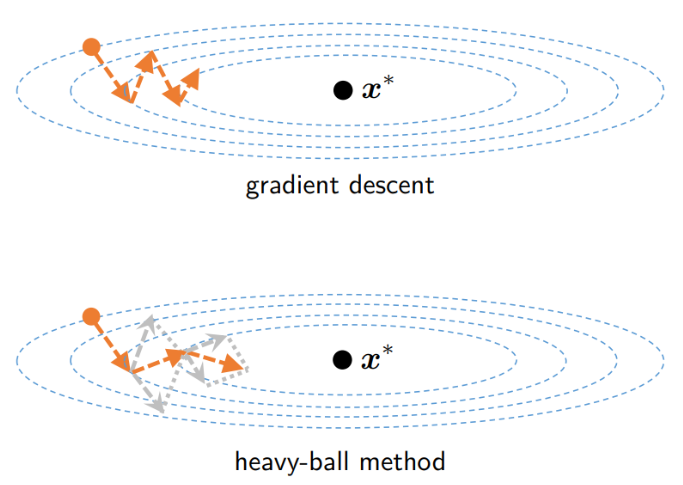 x*
gradient descent
x*
heavy-ball method